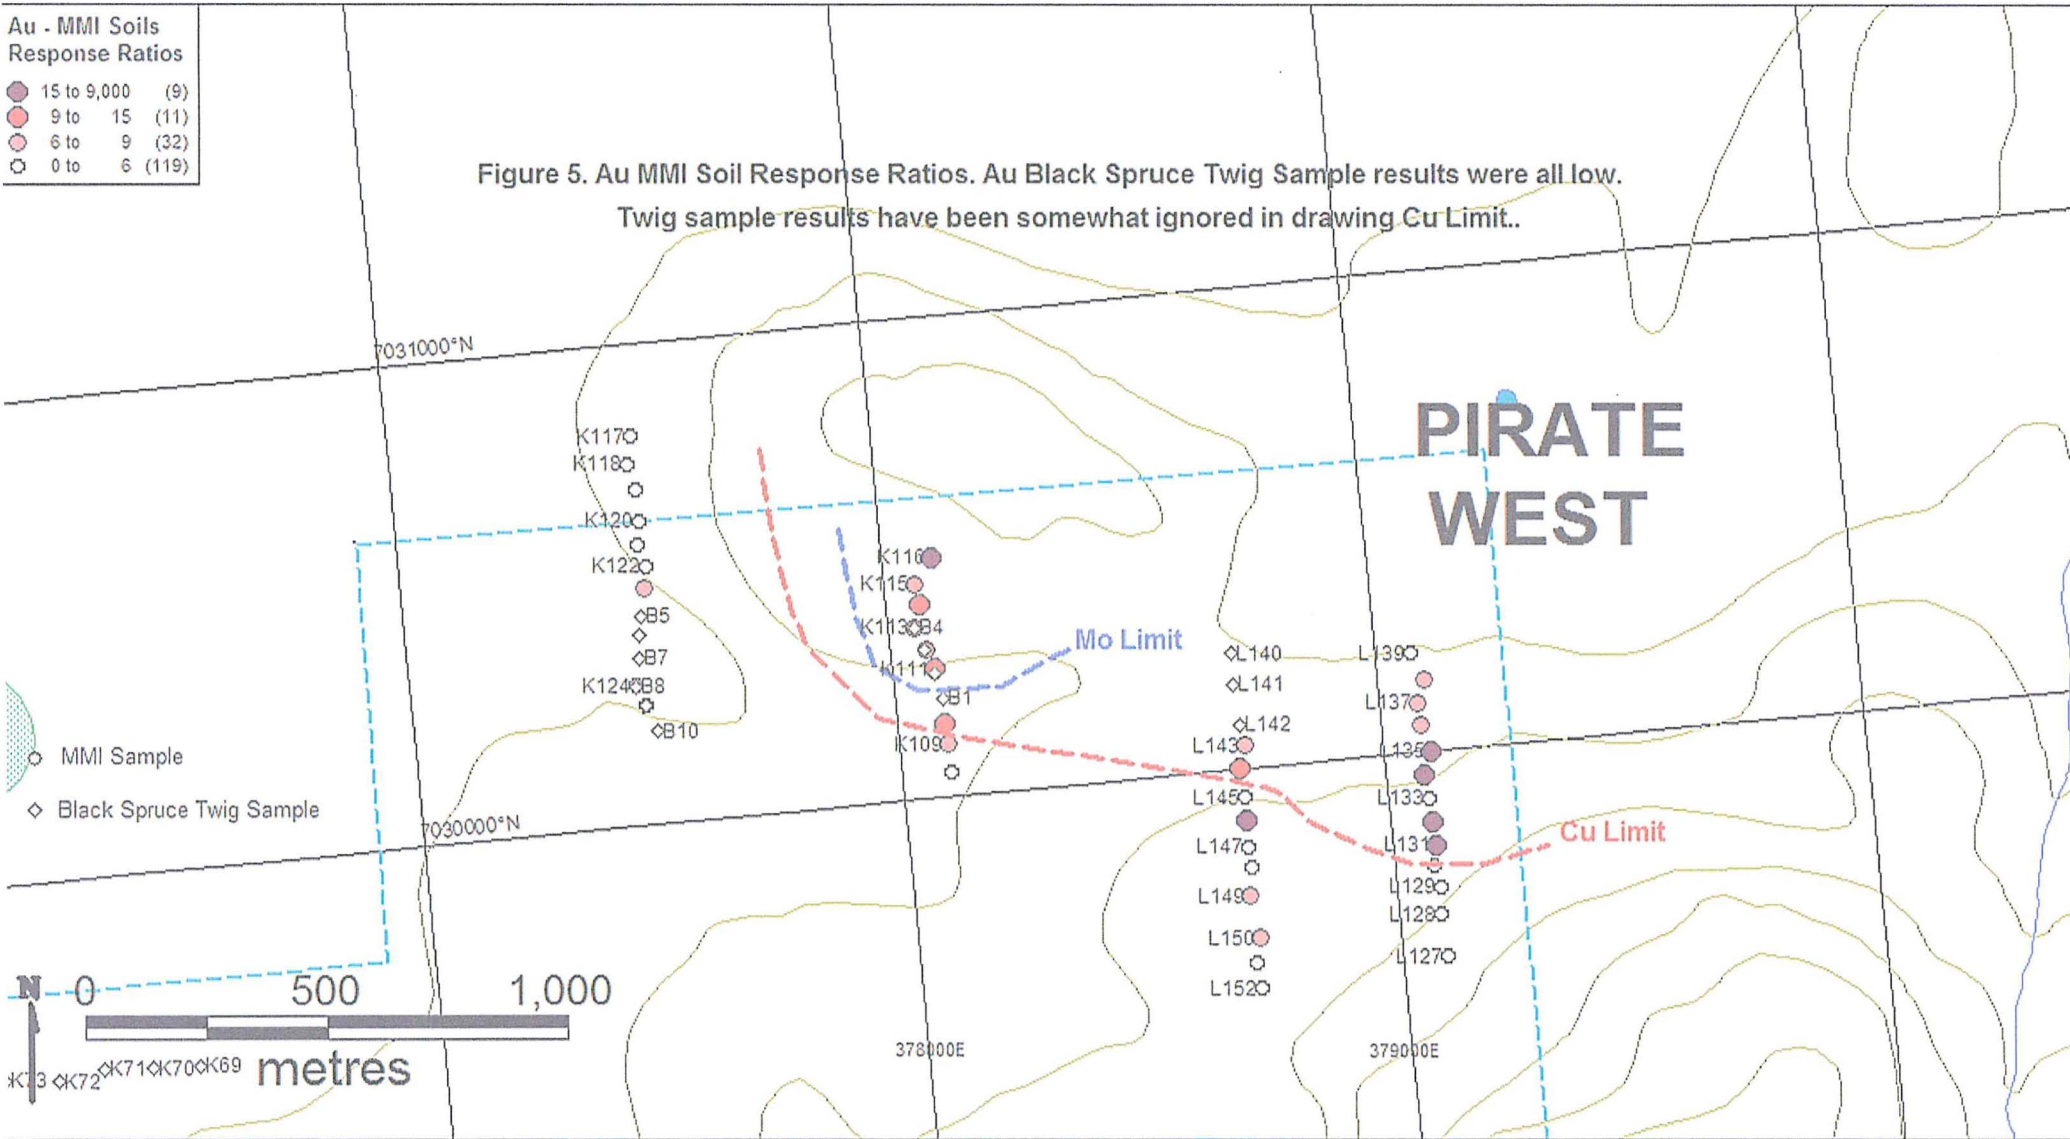 Au - MMI Soils
Response Ratios
15 to 9,000 (9)
9 to 15 (11)
6 to 9 (32)
0 to 6 (119)
Figure 5. Au MMI Soil Response Ratios. Au Black Spruce Twig Sample results were all low.
Twig sample results have been somewhat ignored in drawing Cu Limit..
7031000°N
PIRATE
WEST
K117
K118
K120
K122
B5
B7
K124 B8
B10
K116
K115
K113 B4
K111
B1
K109
Mo Limit
L140
L141
L142
L143
L145
L147
L149
L150
L152
L139
L137
L135
L133
L131
L129
L128
L127
Cu Limit
MMI Sample
Black Spruce Twig Sample
7030000°N
N 0 500 1,000
metres
K73 K72 K71 K70 K69
378000E
379000E